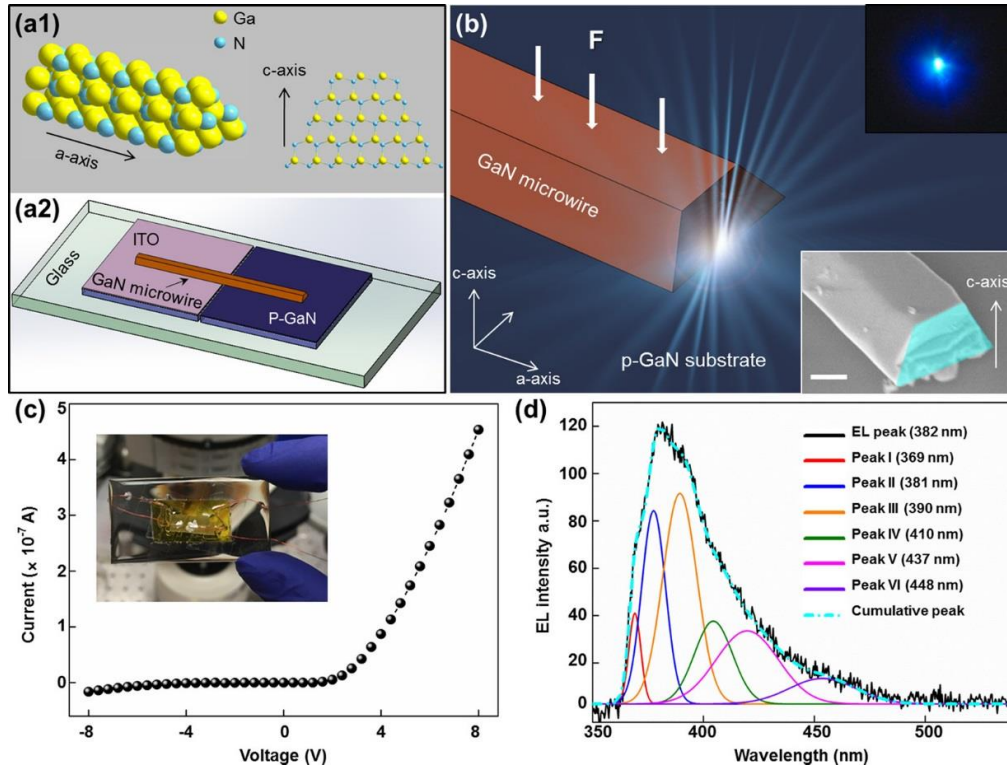 (a1)
Ga
N
c-axis
a-axis
(a2)
ITO
Glass
GaN microwire
P-GaN
(b)
F
GaN microwire
c-axis
a-axis
p-GaN substrate
c-axis
(c)
5
4
3
2
1
0
Current (× 10⁻⁷ A)
-8
-4
0
4
8
Voltage (V)
(d)
120
100
80
60
40
20
0
EL intensity a.u.
EL peak (382 nm)
Peak I (369 nm)
Peak II (381 nm)
Peak III (390 nm)
Peak IV (410 nm)
Peak V (437 nm)
Peak VI (448 nm)
Cumulative peak
350
400
450
500
Wavelength (nm)